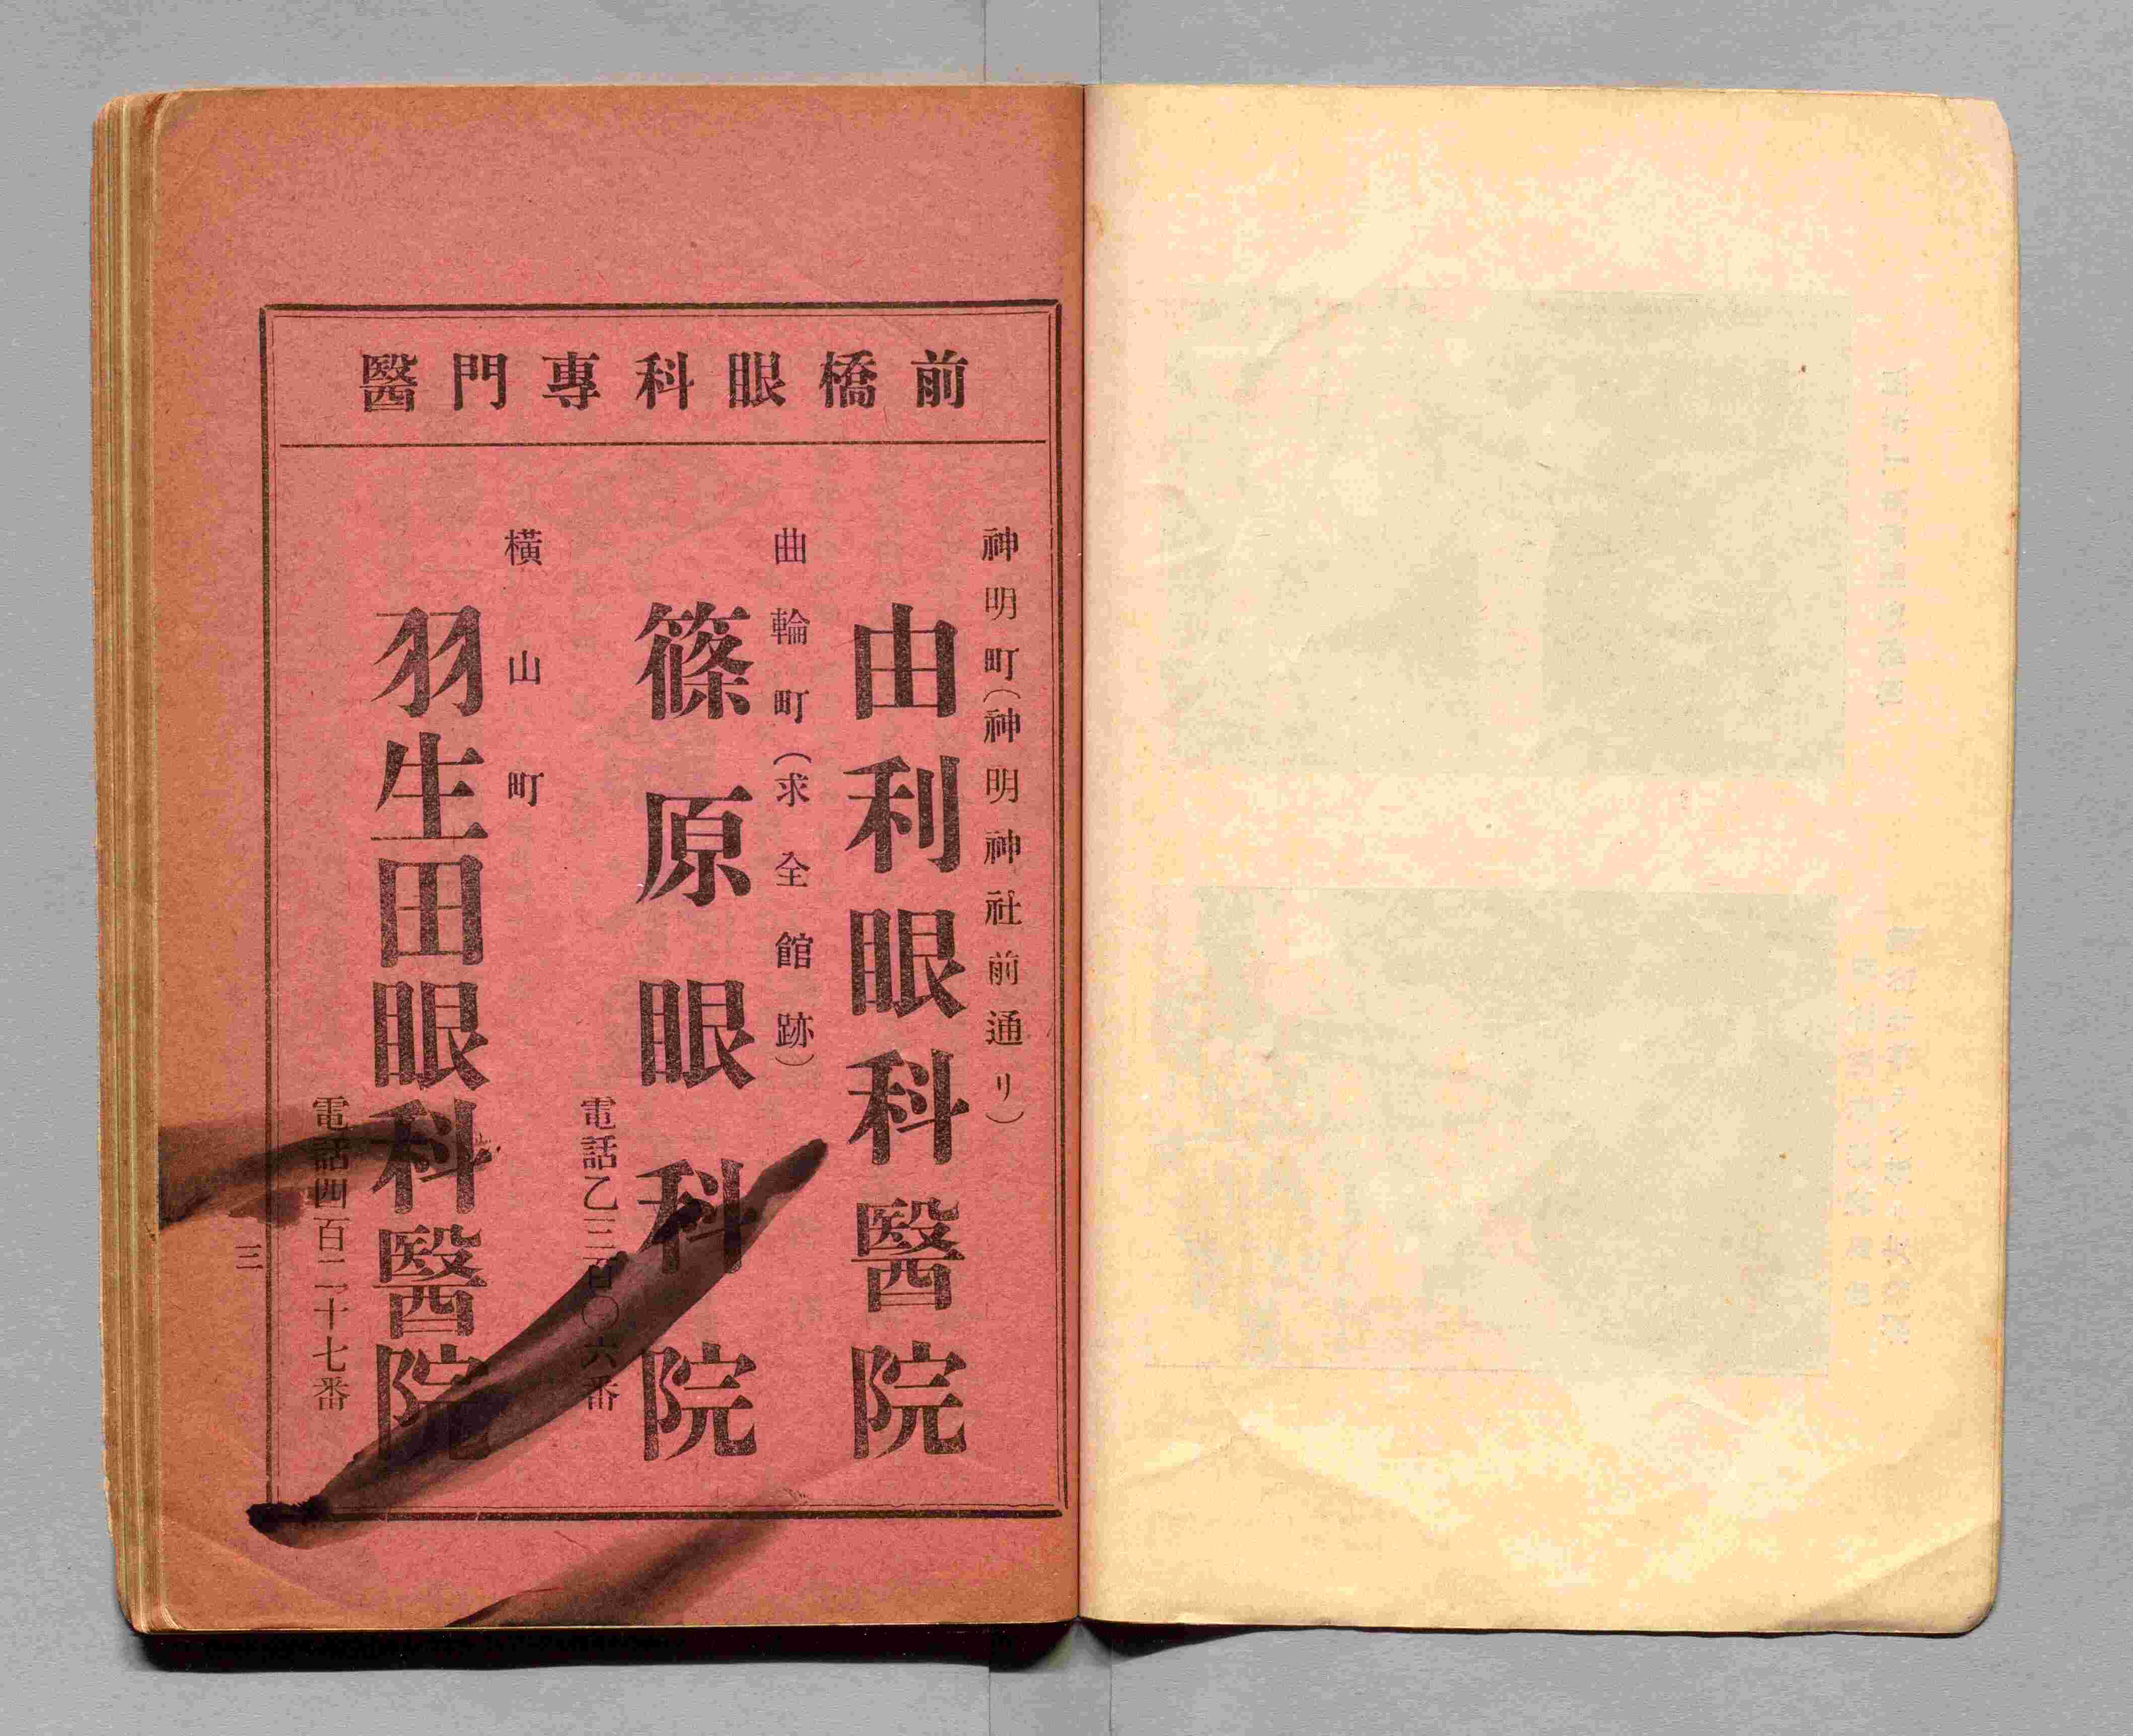 前橋眼科專門醫
神明町（神明神社前通リ）
由利眼科醫院
曲輪町（求全館跡）
篠原眼科院
電話乙三百〇六番
横山町
羽生田眼科醫院
電話四百二十七番
三